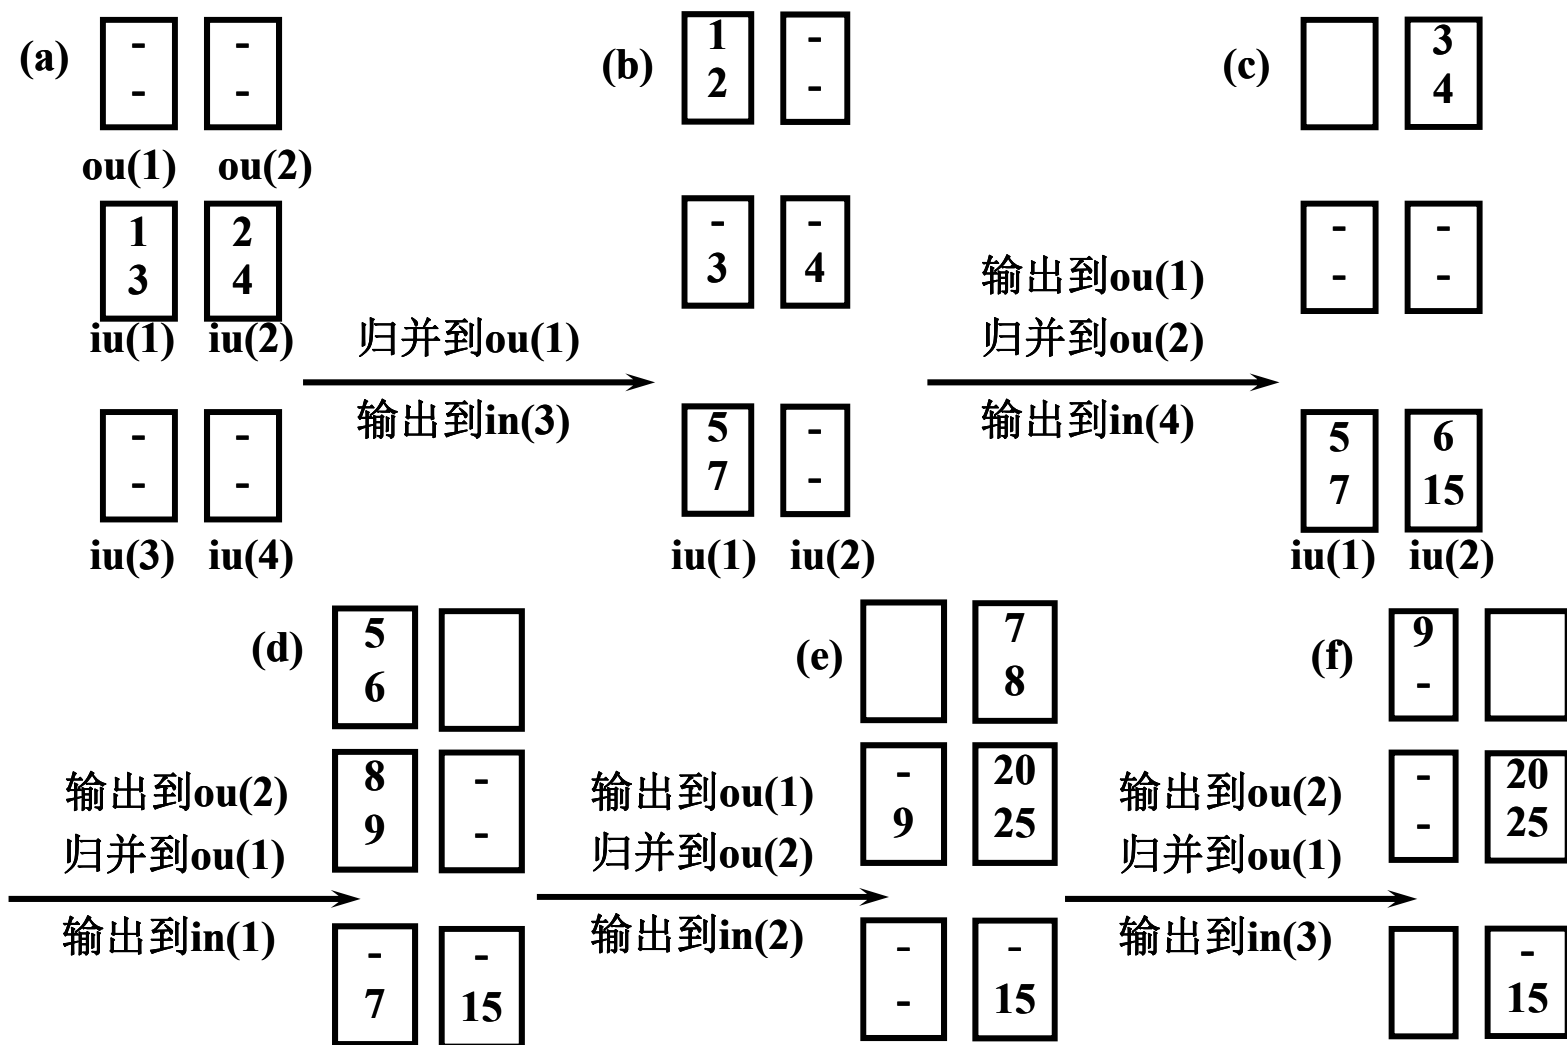 (a)
- -
- -
ou(1) ou(2)
1 2
3 4
iu(1) iu(2)
- -
- -
iu(3) iu(4)
归并到ou(1)
输出到in(3)
(b)
1 -
2 -
- -
3 4
5 -
7 -
iu(1) iu(2)
输出到ou(1)
归并到ou(2)
输出到in(4)
(c)
3
4
- -
- -
5 6
7 15
iu(1) iu(2)
输出到ou(2)
归并到ou(1)
输出到in(1)
(d)
5
6
8 -
9 -
- -
7 15
输出到ou(1)
归并到ou(2)
输出到in(2)
(e)
7
8
- 20
9 25
- -
- 15
输出到ou(2)
归并到ou(1)
输出到in(3)
(f)
9
-
- 20
- 25
-
15